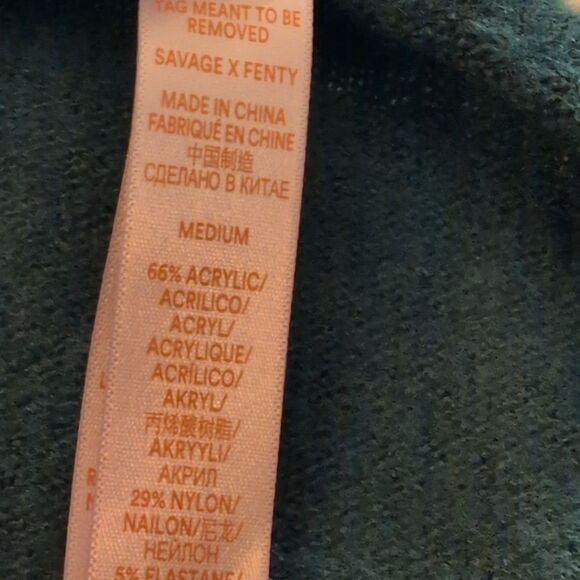 TAG MEANT TO BE
REMOVED
SAVAGE X FENTY
MADE IN CHINA
FABRIQUÉ EN CHINE
中国制造
СДЕЛАНО В КИТАЕ
MEDIUM
66% ACRYLIC/
ACRILICO/
ACRYL/
ACRYLIQUE/
ACRÍLICO/
AKRYL/
丙烯酸树脂/
AKRYYLI/
АКРИЛ
29% NYLON/
NAILON/尼龙/
НЕЙЛОН
5% ELASTANE/